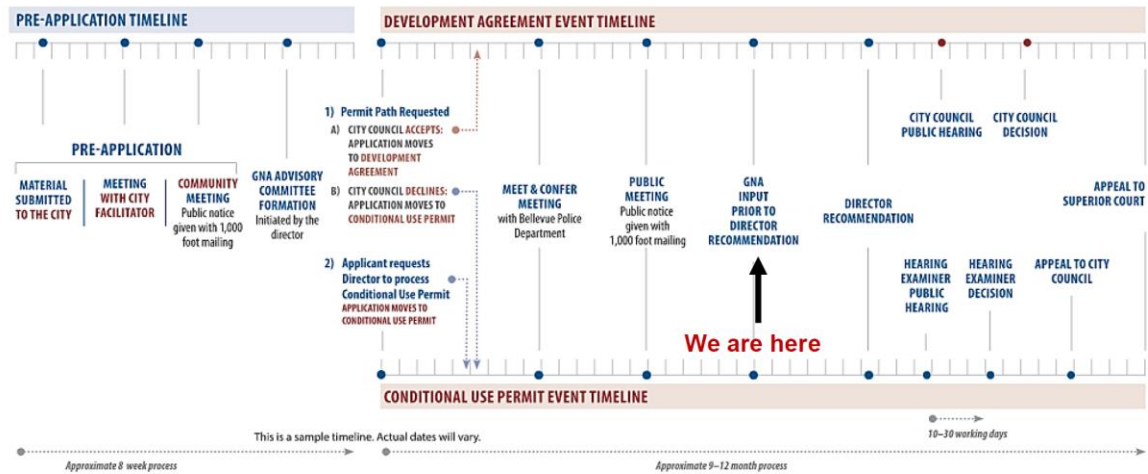 PRE-APPLICATION TIMELINE
DEVELOPMENT AGREEMENT EVENT TIMELINE
PRE-APPLICATION
MATERIAL
SUBMITTED
TO THE CITY
MEETING
WITH CITY
FACILITATOR
COMMUNITY
MEETING
Public notice
given with 1,000
foot mailing
GNA ADVISORY
COMMITTEE
FORMATION
Initiated by the
director
1) Permit Path Requested
A) CITY COUNCIL ACCEPTS:
APPLICATION MOVES
TO DEVELOPMENT
AGREEMENT
B) CITY COUNCIL DECLINES:
APPLICATION MOVES TO
CONDITIONAL USE PERMIT
2) Applicant requests
Director to process
Conditional Use Permit
APPLICATION MOVES TO
CONDITIONAL USE PERMIT
MEET & CONFER
MEETING
with Bellevue Police
Department
PUBLIC
MEETING
Public notice
given with
1,000 foot mailing
GNA
INPUT
PRIOR TO
DIRECTOR
RECOMMENDATION
We are here
DIRECTOR
RECOMMENDATION
CITY COUNCIL
PUBLIC HEARING
CITY COUNCIL
DECISION
HEARING
EXAMINER
PUBLIC
HEARING
HEARING
EXAMINER
DECISION
APPEAL TO CITY
COUNCIL
APPEAL TO
SUPERIOR COURT
CONDITIONAL USE PERMIT EVENT TIMELINE
10–30 working days
This is a sample timeline. Actual dates will vary.
Approximate 8 week process
Approximate 9–12 month process